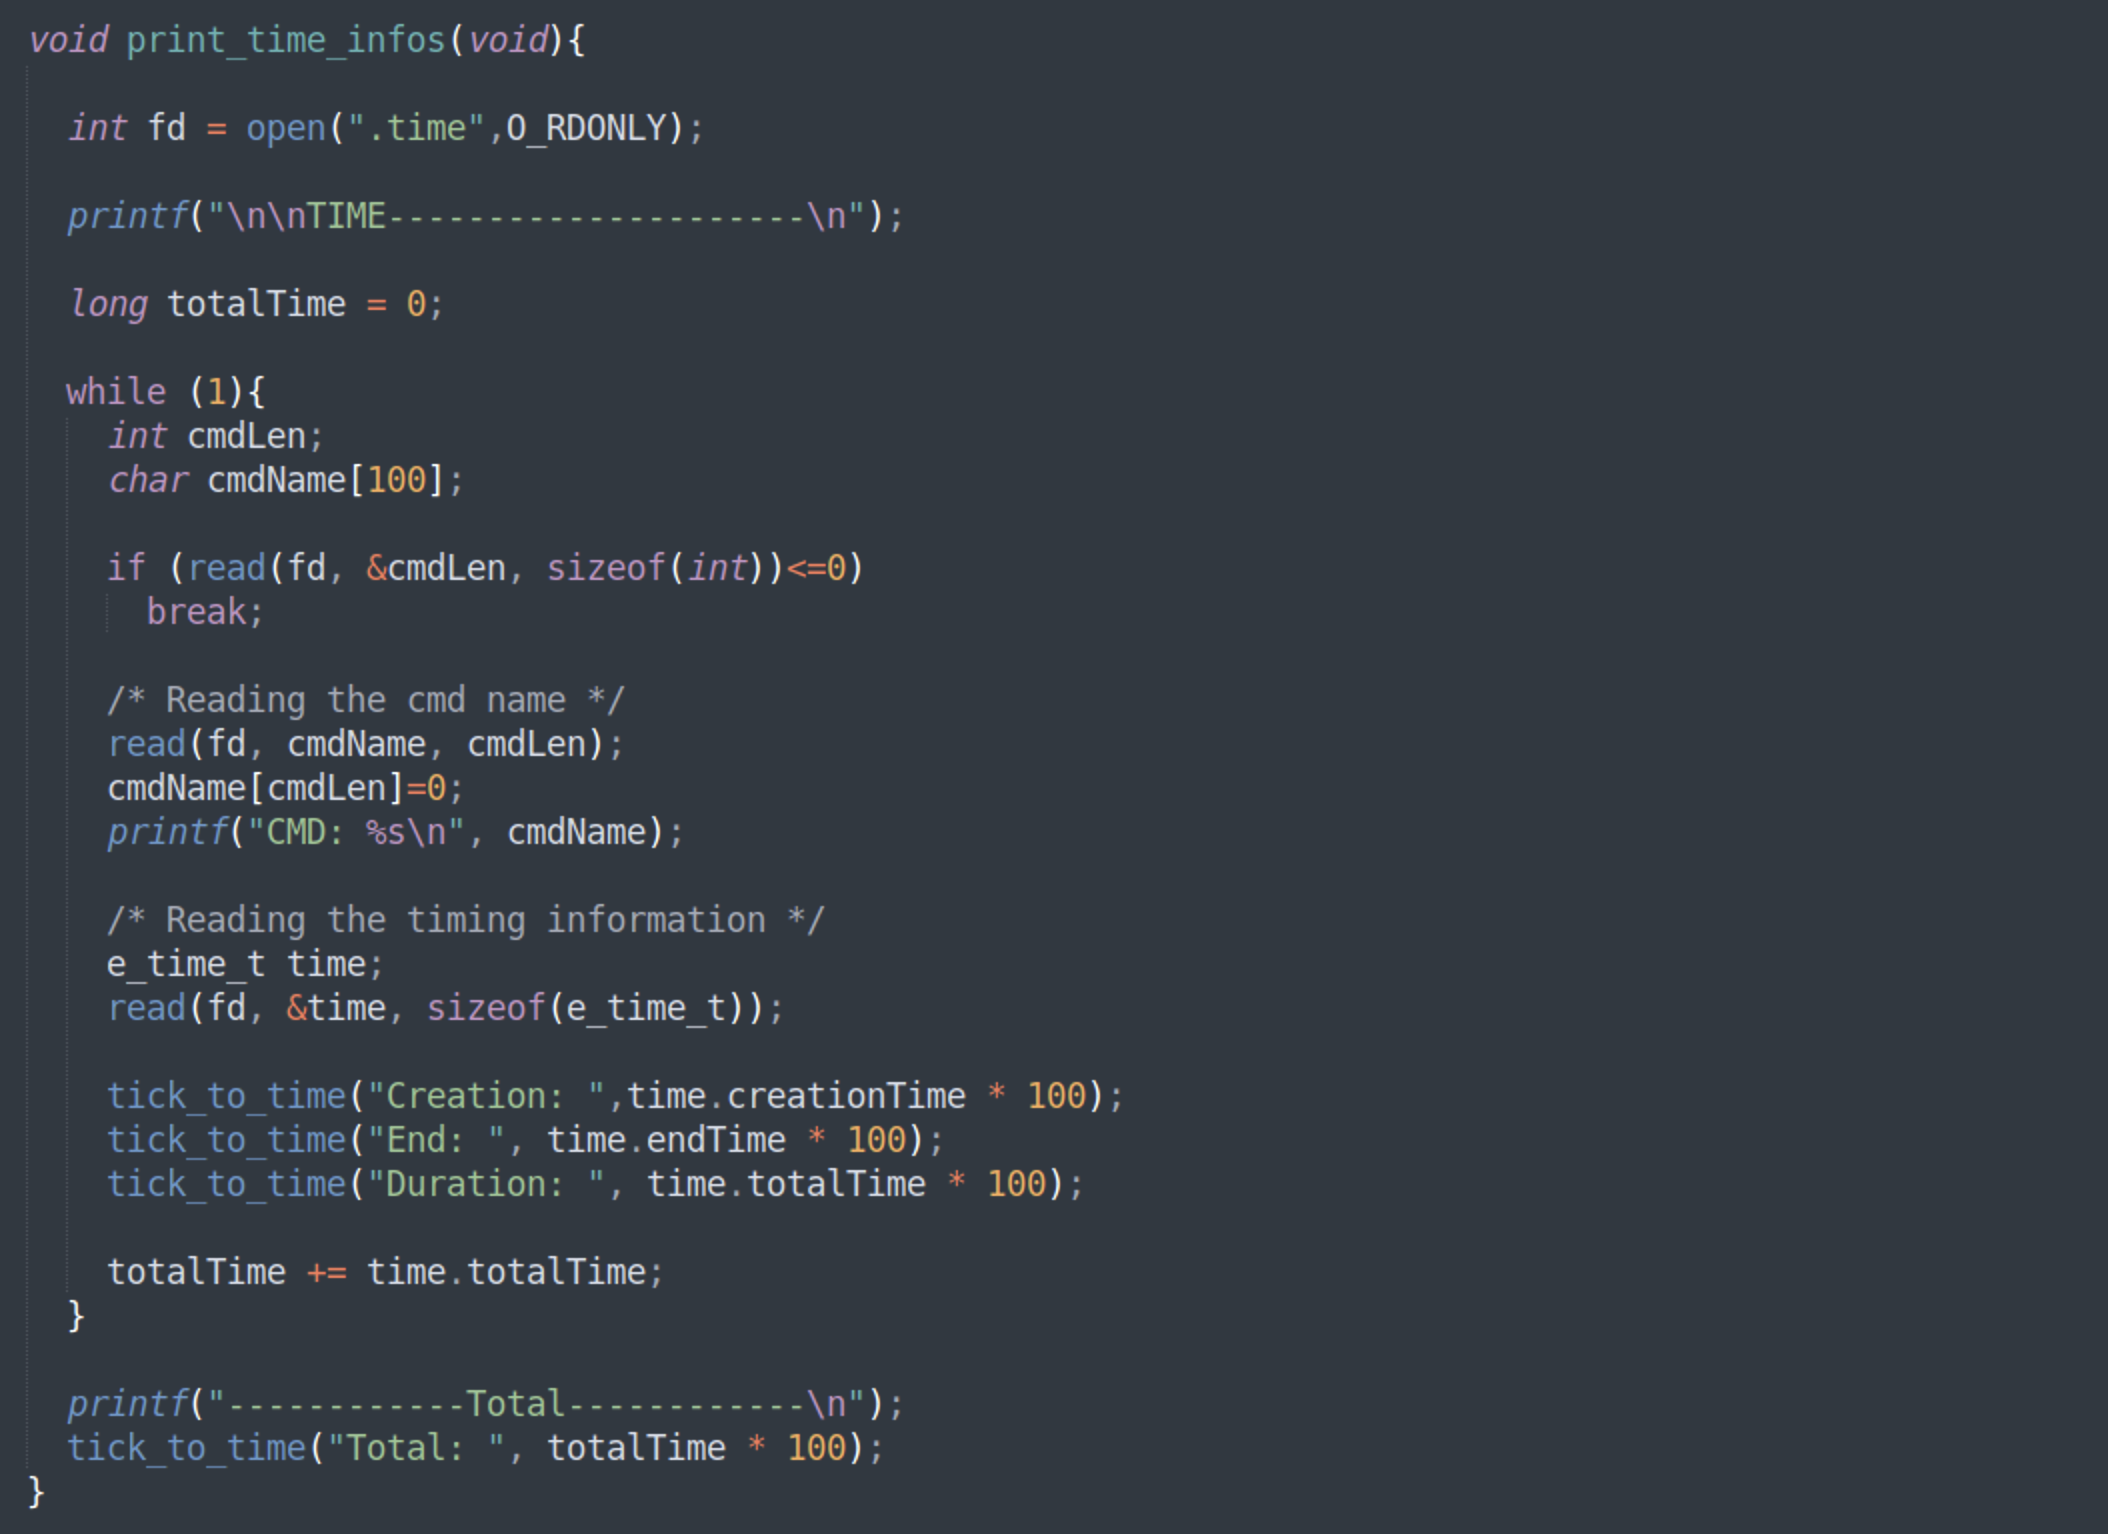 void print_time_infos(void){
int fd = open(".time",O_RDONLY);
printf("\n\nTIME---------------------\n");
long totalTime = 0;
while (1){
int cmdLen;
char cmdName[100];
if (read(fd, &cmdLen, sizeof(int))<=0)
break;
/* Reading the cmd name */
read(fd, cmdName, cmdLen);
cmdName[cmdLen]=0;
printf("CMD: %s\n", cmdName);
/* Reading the timing information */
e_time_t time;
read(fd, &time, sizeof(e_time_t));
tick_to_time("Creation: ",time.creationTime * 100);
tick_to_time("End: ", time.endTime * 100);
tick_to_time("Duration: ", time.totalTime * 100);
totalTime += time.totalTime;
}
printf("------------Total------------\n");
tick_to_time("Total: ", totalTime * 100);
}